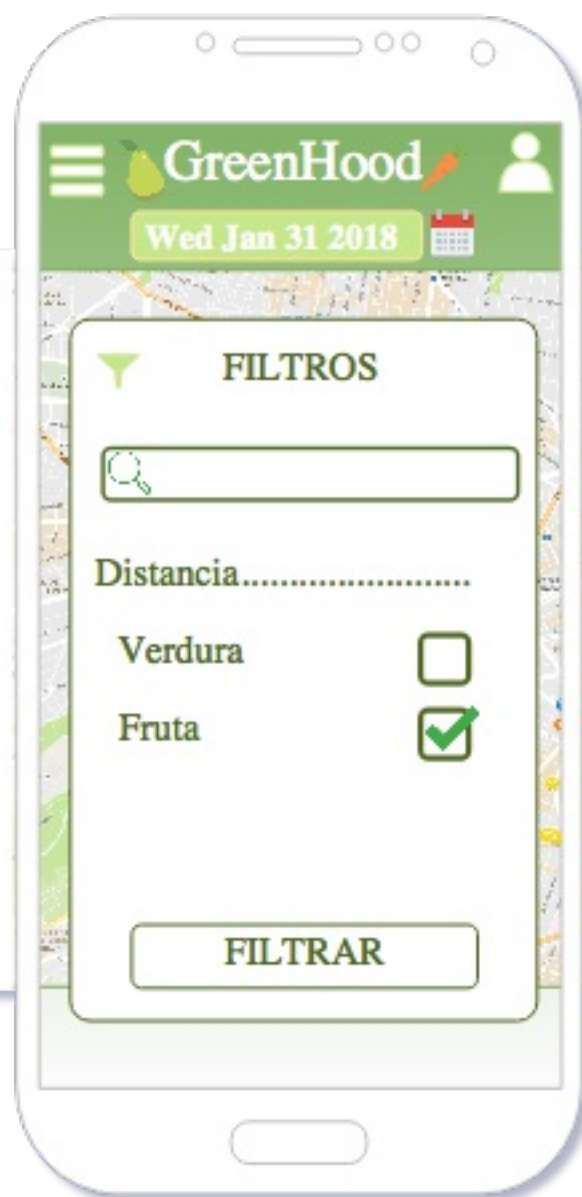 GreenHood
Wed Jan 31 2018
FILTROS
Distancia........................
Verdura
Fruta
FILTRAR